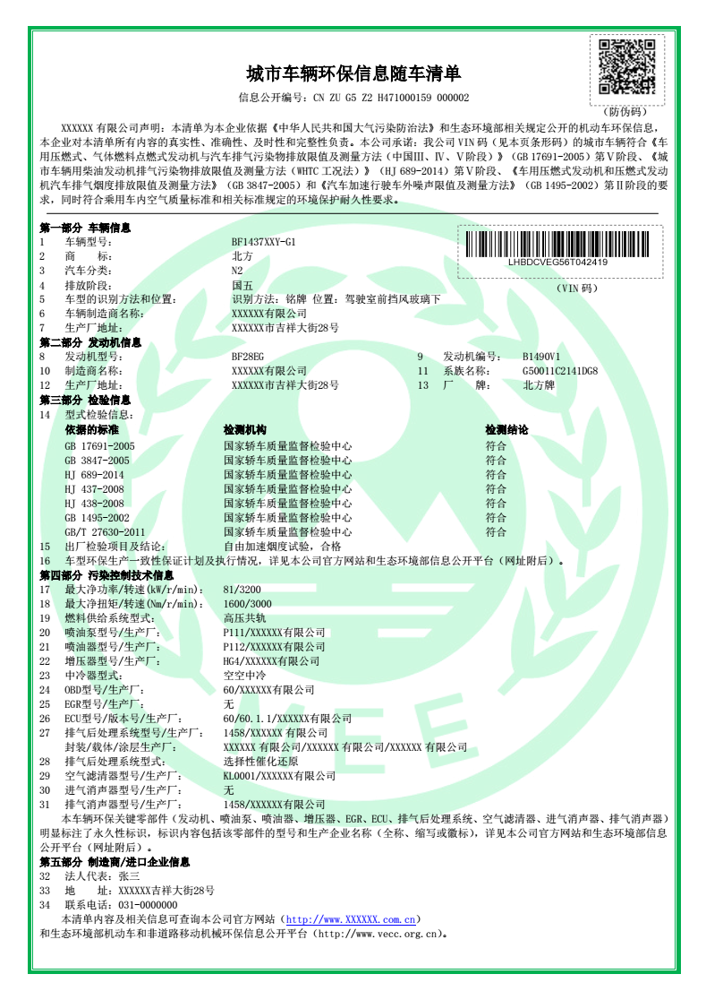 城市车辆环保信息随车清单
信息公开编号：CN ZU G5 Z2 H471000159 000002
（防伪码）
XXXXXX 有限公司声明：本清单为本企业依据《中华人民共和国大气污染防治法》和生态环境部相关规定公开的机动车环保信息，
本企业对本清单所有内容的真实性、准确性、及时性和完整性负责。本公司承诺：我公司 VIN 码（见本页条形码）的城市车辆符合《车
用压燃式、气体燃料点燃式发动机与汽车排气污染物排放限值及测量方法（中国Ⅲ、Ⅳ、Ⅴ阶段）》（GB 17691-2005）第Ⅴ阶段、《城
市车辆用柴油发动机排气污染物排放限值及测量方法（WHTC 工况法）》（HJ 689-2014）第Ⅴ阶段、《车用压燃式发动机和压燃式发动
机汽车排气烟度排放限值及测量方法》（GB 3847-2005）和《汽车加速行驶车外噪声限值及测量方法》（GB 1495-2002）第Ⅱ阶段的要
求，同时符合乘用车内空气质量标准和相关标准规定的环境保护耐久性要求。
第一部分 车辆信息
1 车辆型号： BF1437XXY-G1
2 商 标： 北方
3 汽车分类： N2
4 排放阶段： 国五
5 车型的识别方法和位置： 识别方法：铭牌 位置：驾驶室前挡风玻璃下
6 车辆制造商名称： XXXXXX有限公司
7 生产厂地址： XXXXXX市吉祥大街28号
LHBDCVEG56T042419
（VIN 码）
第二部分 发动机信息
8 发动机型号： BF28EG 9 发动机编号： B1490V1
10 制造商名称： XXXXXX有限公司 11 系族名称： G50011C2141DG8
12 生产厂地址： XXXXXX市吉祥大街28号 13 厂 牌： 北方牌
第三部分 检验信息
14 型式检验信息：
依据的标准 检测机构 检测结论
GB 17691-2005 国家轿车质量监督检验中心 符合
GB 3847-2005 国家轿车质量监督检验中心 符合
HJ 689-2014 国家轿车质量监督检验中心 符合
HJ 437-2008 国家轿车质量监督检验中心 符合
HJ 438-2008 国家轿车质量监督检验中心 符合
GB 1495-2002 国家轿车质量监督检验中心 符合
GB/T 27630-2011 国家轿车质量监督检验中心 符合
15 出厂检验项目及结论： 自由加速烟度试验，合格
16 车型环保生产一致性保证计划及执行情况，详见本公司官方网站和生态环境部信息公开平台（网址附后）。
第四部分 污染控制技术信息
17 最大净功率/转速(kW/r/min)： 81/3200
18 最大净扭矩/转速(Nm/r/min)： 1600/3000
19 燃料供给系统型式： 高压共轨
20 喷油泵型号/生产厂： P111/XXXXXX有限公司
21 喷油器型号/生产厂： P112/XXXXXX有限公司
22 增压器型号/生产厂： HG4/XXXXXX有限公司
23 中冷器型式： 空空中冷
24 OBD型号/生产厂： 60/XXXXXX有限公司
25 EGR型号/生产厂： 无
26 ECU型号/版本号/生产厂： 60/60.1.1/XXXXXX有限公司
27 排气后处理系统型号/生产厂： 1458/XXXXXX 有限公司
封装/载体/涂层生产厂： XXXXXX 有限公司/XXXXXX 有限公司/XXXXXX 有限公司
28 排气后处理系统型式： 选择性催化还原
29 空气滤清器型号/生产厂： KL0001/XXXXXX有限公司
30 进气消声器型号/生产厂： 无
31 排气消声器型号/生产厂： 1458/XXXXXX有限公司
本车辆环保关键零部件（发动机、喷油泵、喷油器、增压器、EGR、ECU、排气后处理系统、空气滤清器、进气消声器、排气消声器）
明显标注了永久性标识，标识内容包括该零部件的型号和生产企业名称（全称、缩写或徽标），详见本公司官方网站和生态环境部信息
公开平台（网址附后）。
第五部分 制造商/进口企业信息
32 法人代表：张三
33 地 址：XXXXXX吉祥大街28号
34 联系电话：031-0000000
本清单内容及相关信息可查询本公司官方网站（http://www.XXXXXX.com.cn）
和生态环境部机动车和非道路移动机械环保信息公开平台（http://www.vecc.org.cn）。